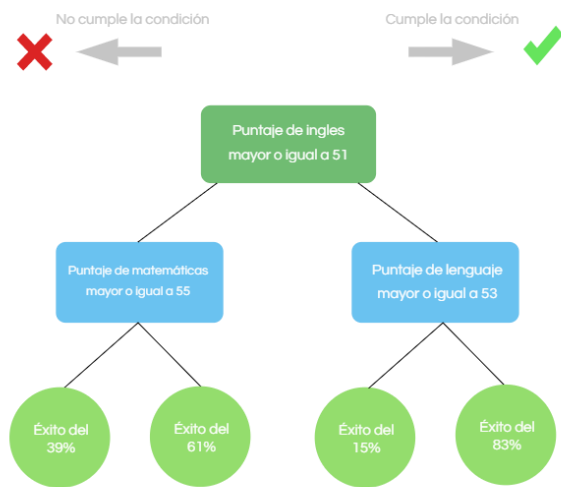 No cumple la condición
Cumple la condición
Puntaje de ingles
mayor o igual a 51
Puntaje de matemáticas
mayor o igual a 55
Puntaje de lenguaje
mayor o igual a 53
Éxito del
39%
Éxito del
61%
Éxito del
15%
Éxito del
83%